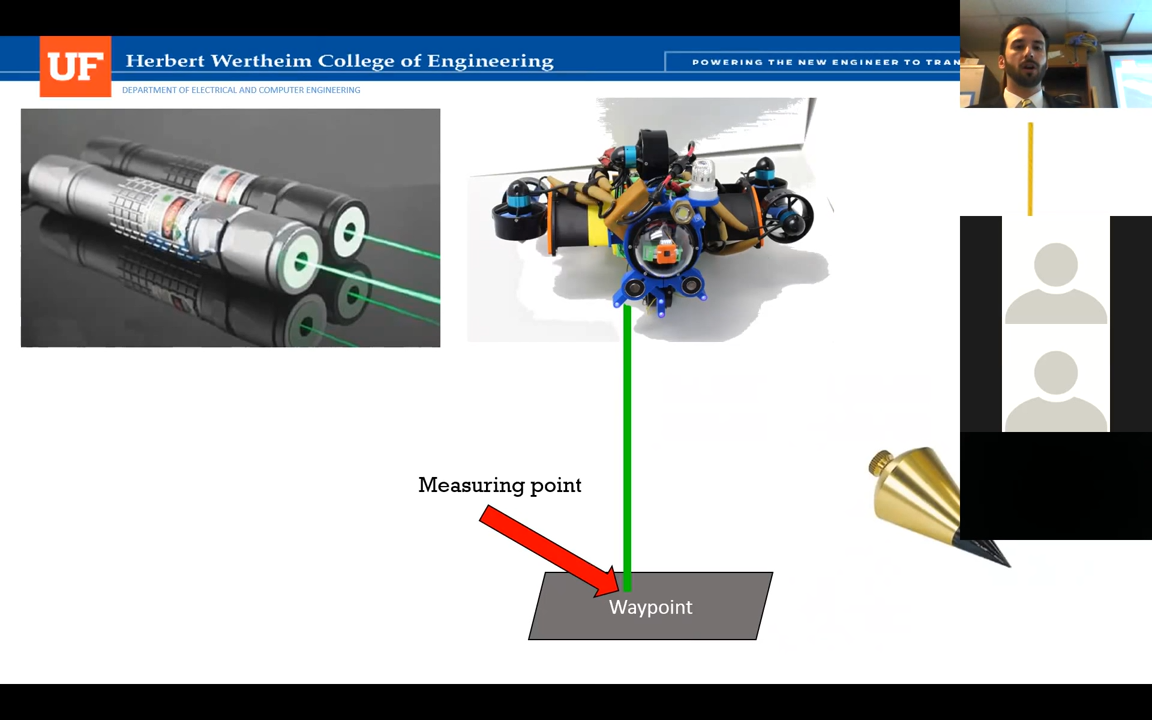 UF
Herbert Wertheim College of Engineering
POWERING THE NEW ENGINEER TO TRAN
DEPARTMENT OF ELECTRICAL AND COMPUTER ENGINEERING
Measuring point
Waypoint